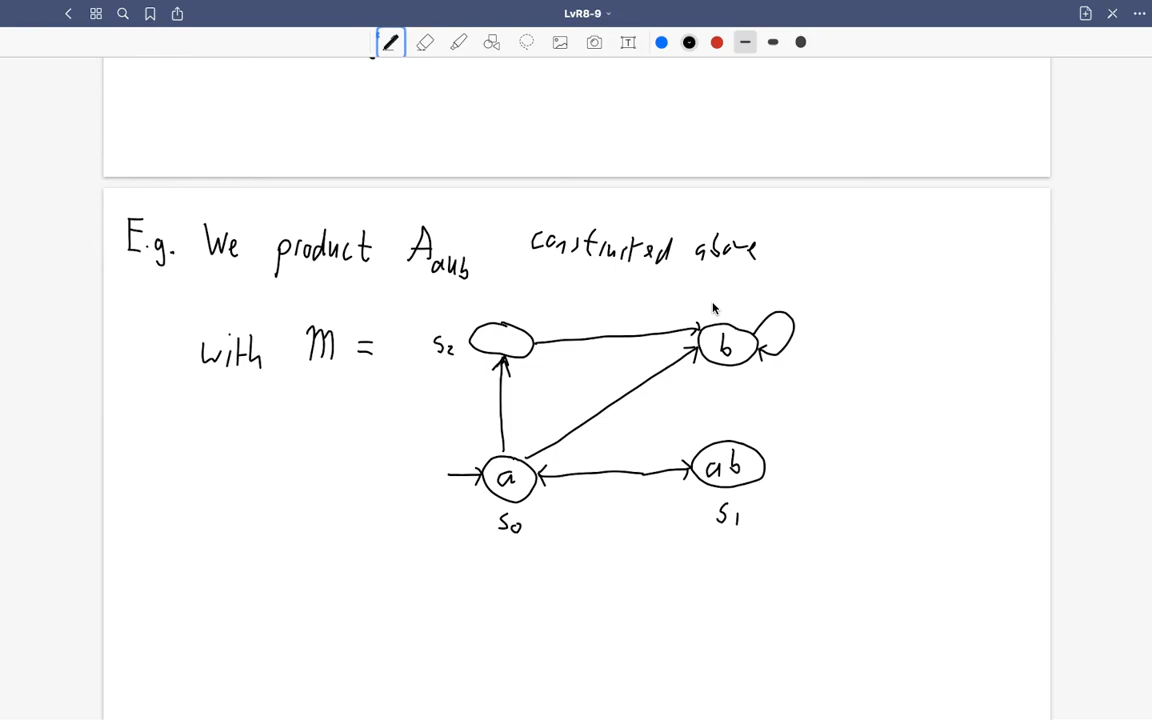 LvR8-9
T
E.g. We product A_aUb constructed above
with M = s₂ b
a ab
s₀ s₁